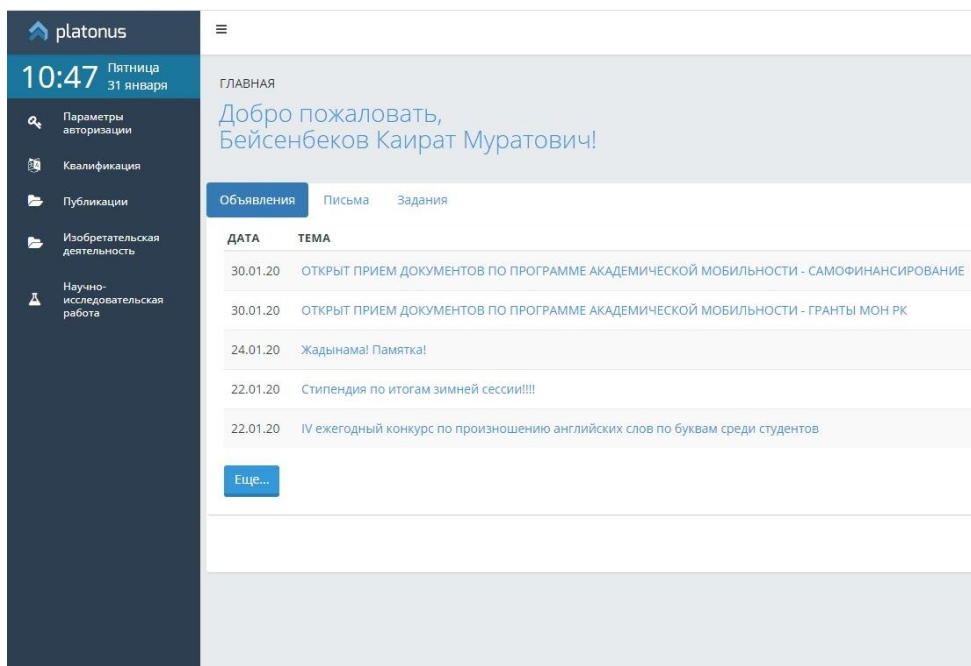 platonus
10:47 Пятница
31 января
Параметры
авторизации
Квалификация
Публикации
Изобретательская
деятельность
Научно-
исследовательская
работа
ГЛАВНАЯ
Добро пожаловать,
Бейсенбеков Каират Муратович!
Объявления Письма Задания
ДАТА ТЕМА
30.01.20 ОТКРЫТ ПРИЕМ ДОКУМЕНТОВ ПО ПРОГРАММЕ АКАДЕМИЧЕСКОЙ МОБИЛЬНОСТИ - САМОФИНАНСИРОВАНИЕ
30.01.20 ОТКРЫТ ПРИЕМ ДОКУМЕНТОВ ПО ПРОГРАММЕ АКАДЕМИЧЕСКОЙ МОБИЛЬНОСТИ - ГРАНТЫ МОН РК
24.01.20 Жадынама! Памятка!
22.01.20 Стипендия по итогам зимней сессии!!!!
22.01.20 IV ежегодный конкурс по произношению английских слов по буквам среди студентов
Еще...